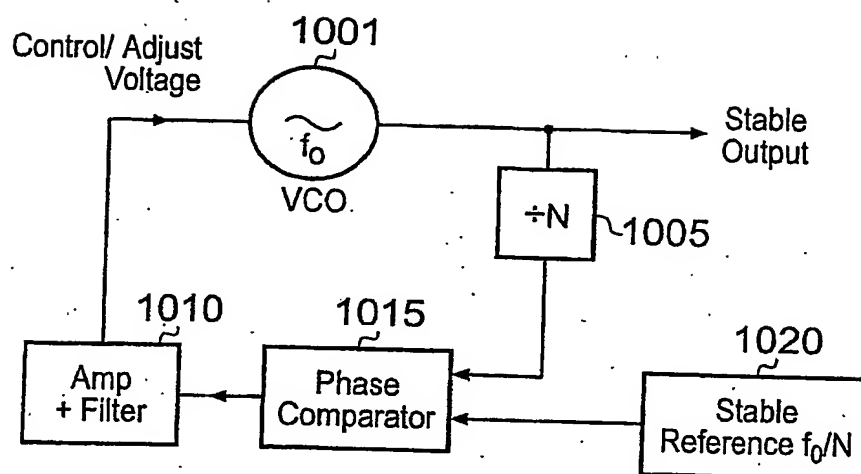 1001
Control/ Adjust
Voltage
f₀
VCO
Stable
Output
÷N
1005
1010
1015
1020
Amp
+ Filter
Phase
Comparator
Stable
Reference f₀/N